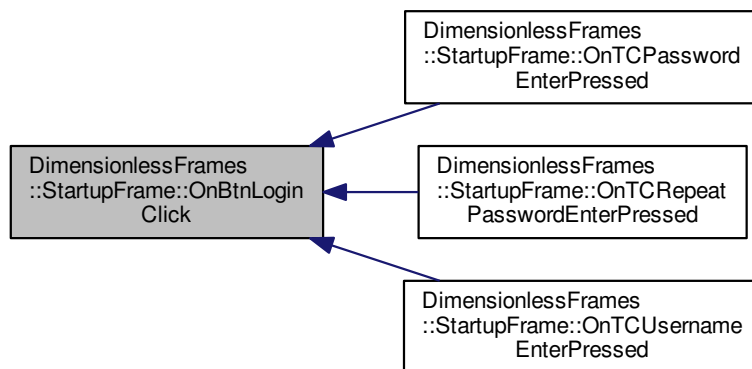 DimensionlessFrames
::StartupFrame::OnTCPassword
EnterPressed
DimensionlessFrames
::StartupFrame::OnBtnLogin
Click
DimensionlessFrames
::StartupFrame::OnTCRepeat
PasswordEnterPressed
DimensionlessFrames
::StartupFrame::OnTCUsername
EnterPressed